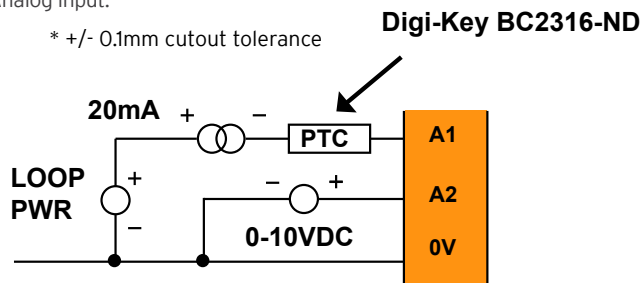 Analog input.
* +/- 0.1mm cutout tolerance
Digi-Key BC2316-ND
20mA + −
PTC
A1
LOOP
PWR
+
−
− +
A2
0-10VDC
0V